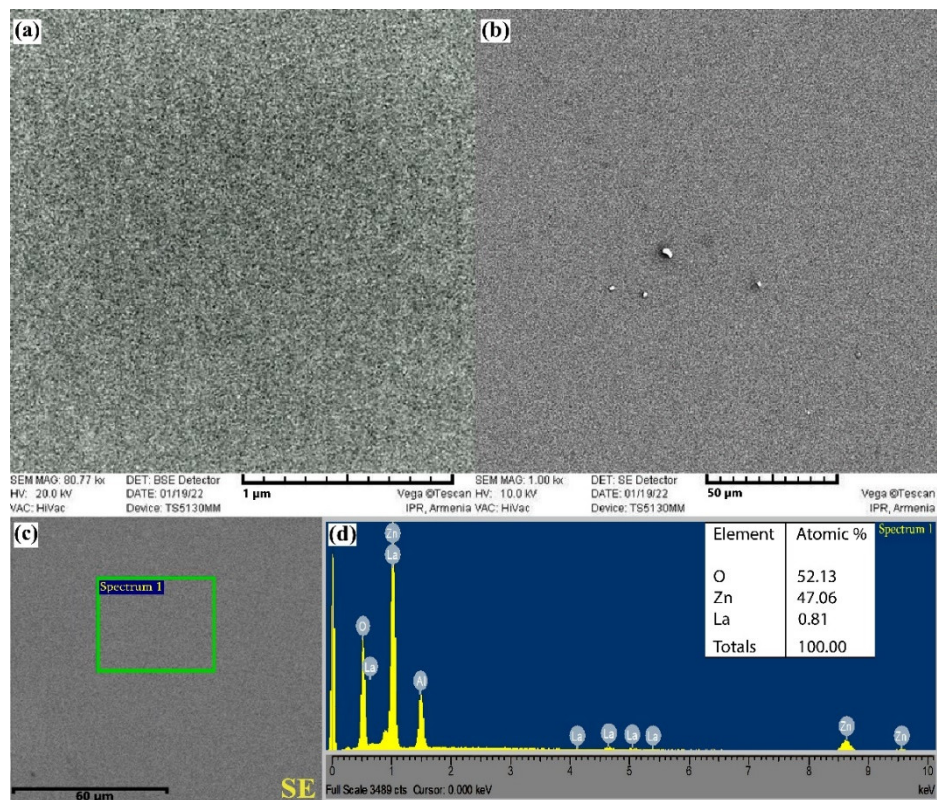 (a)
(b)
SEM MAG: 80.77 kx DET: BSE Detector
HV: 20.0 kV DATE: 01/19/22 1 µm Vega ©Tescan
VAC: HiVac Device: TS5130MM IPR, Armenia
SEM MAG: 1.00 kx DET: SE Detector
HV: 10.0 kV DATE: 01/19/22 50 µm Vega ©Tescan
VAC: HiVac Device: TS5130MM IPR, Armenia
(c)
Spectrum 1
60 µm
SE
(d)
Spectrum 1
Element Atomic %
O 52.13
Zn 47.06
La 0.81
Totals 100.00
Zn
La
O
La
Al
La
La
La
La
Zn
Zn
0 1 2 3 4 5 6 7 8 9 10
Full Scale 3489 cts Cursor: 0.000 keV keV